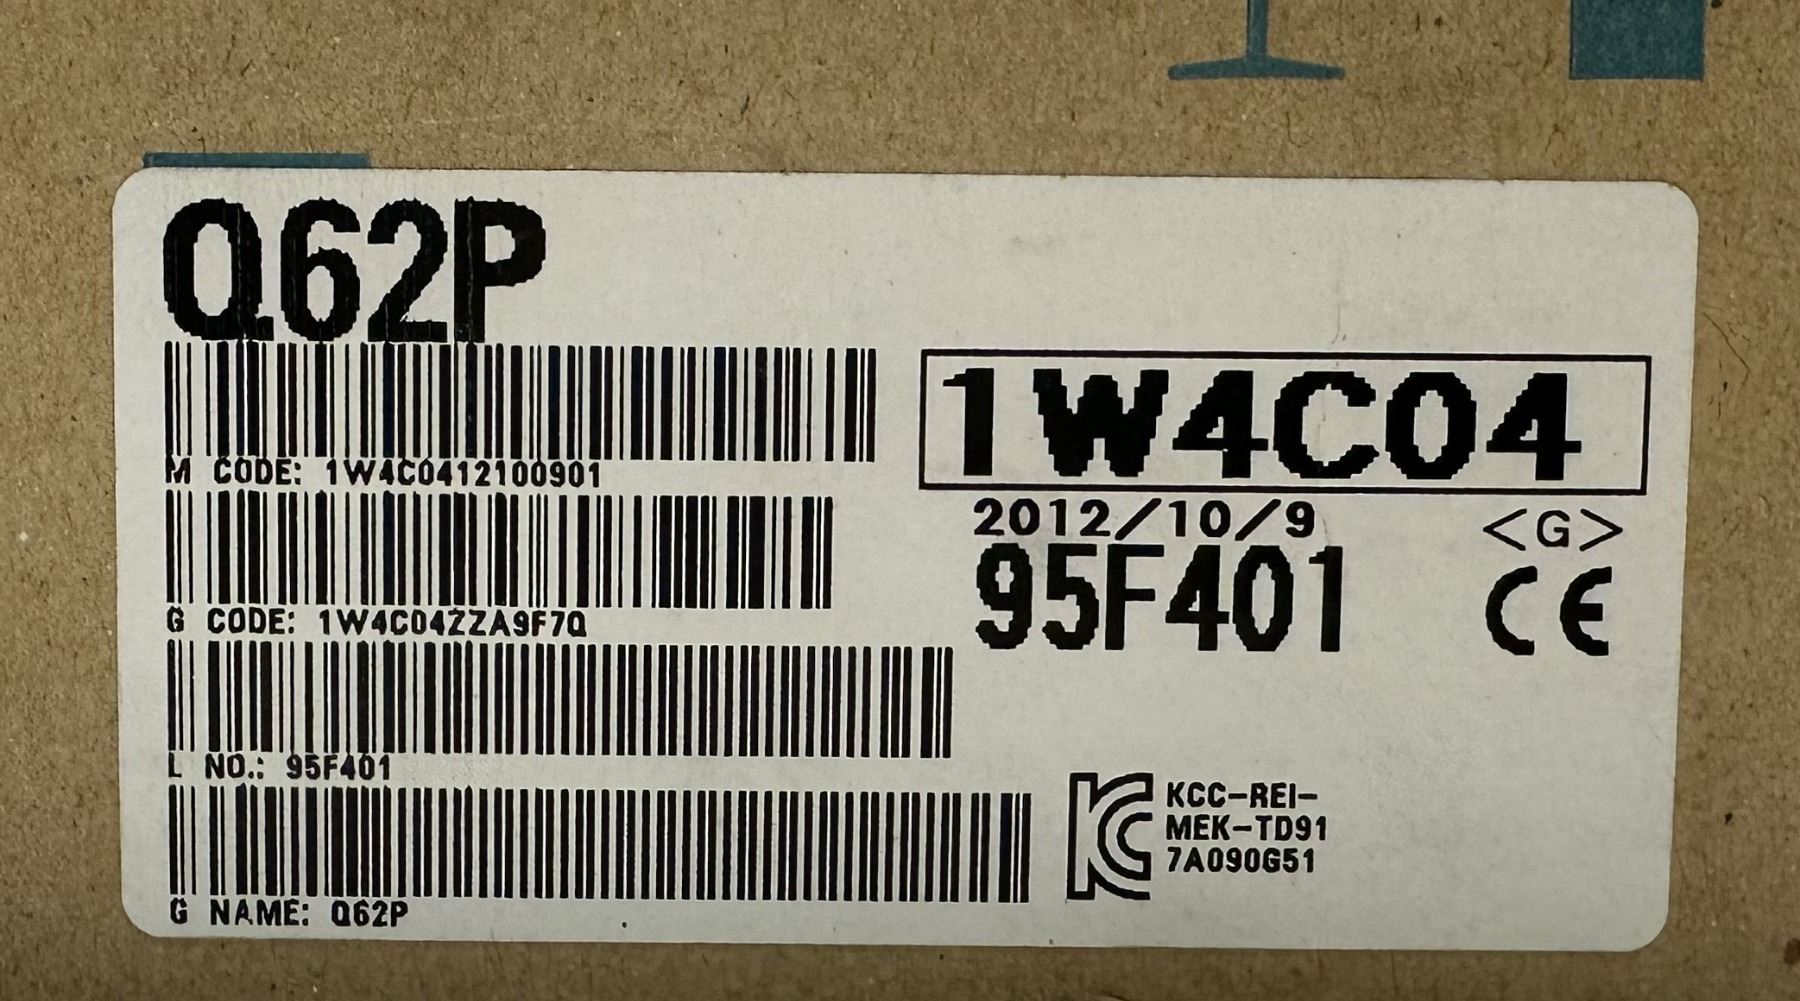 Q62P
M CODE: 1W4C0412100901
G CODE: 1W4C04ZZA9F7Q
L NO.: 95F401
G NAME: Q62P
1W4C04
2012/10/9 <G>
95F401 CE
KCC-REI-
MEK-TD91
7A090G51